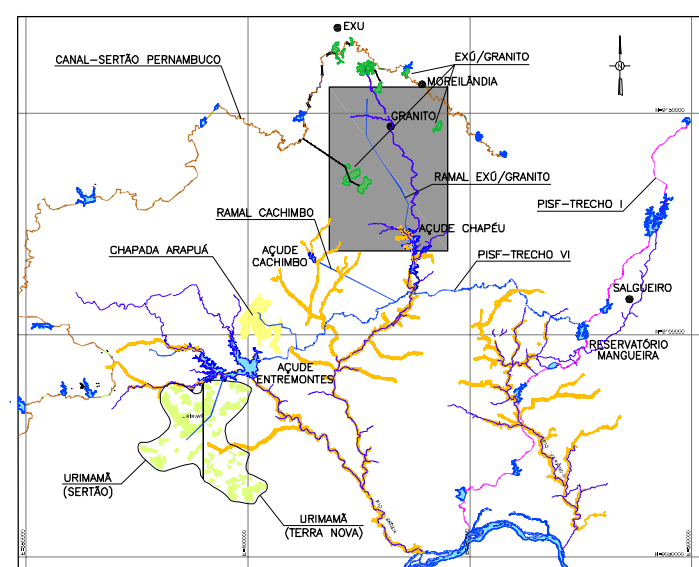 EXU
CANAL-SERTÃO PERNAMBUCO
EXÚ/GRANITO
N
MOREILÂNDIA
GRANITO
RAMAL EXÚ/GRANITO
PISF-TRECHO I
RAMAL CACHIMBO
AÇUDE CHAPÉU
CHAPADA ARAPUÁ
AÇUDE
CACHIMBO
PISF-TRECHO VI
SALGUEIRO
RESERVATÓRIO
MANGUEIRA
AÇUDE
ENTREMONTES
URIMAMÃ
(SERTÃO)
URIMAMÃ
(TERRA NOVA)